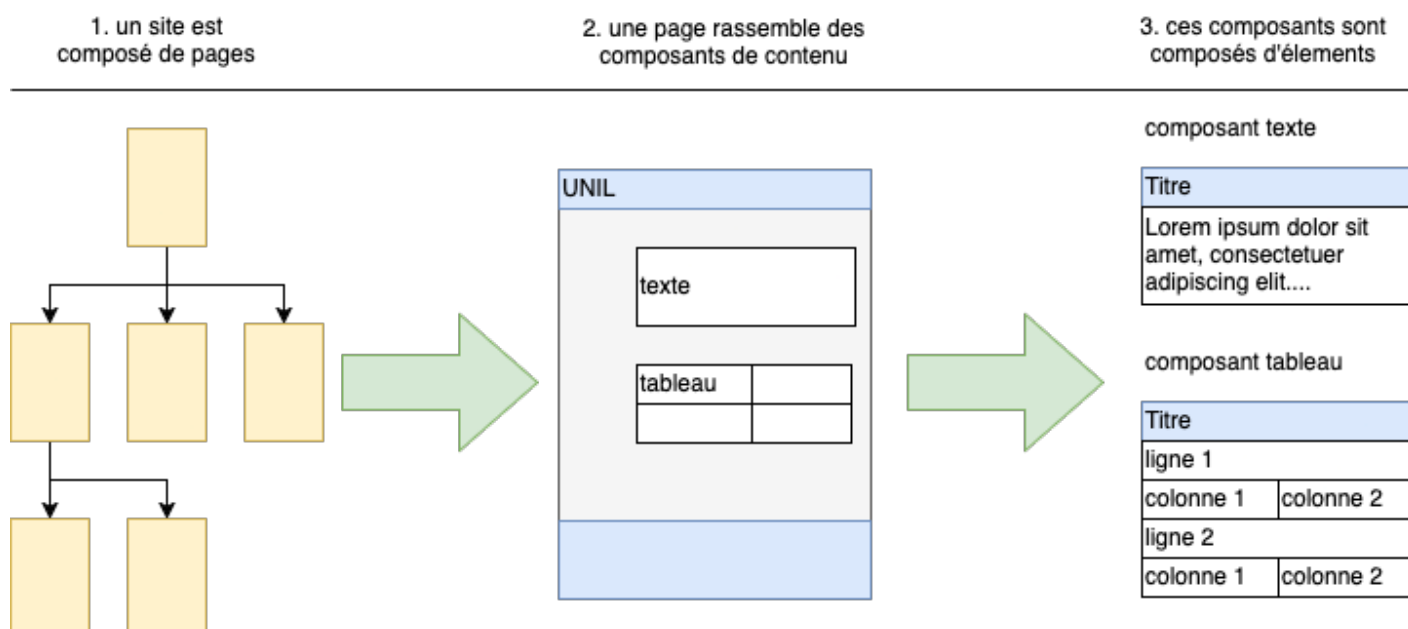 1. un site est
composé de pages
2. une page rassemble des
composants de contenu
3. ces composants sont
composés d'élements
UNIL
texte
tableau
composant texte
Titre
Lorem ipsum dolor sit
amet, consectetuer
adipiscing elit....
composant tableau
Titre
ligne 1
colonne 1 colonne 2
ligne 2
colonne 1 colonne 2